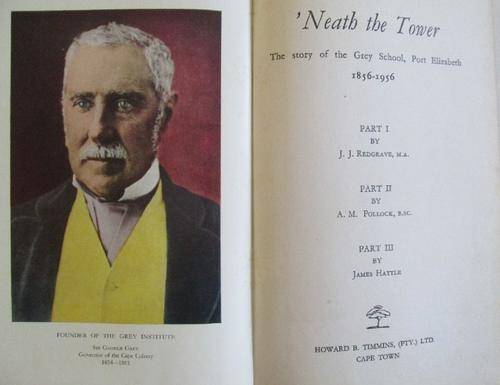 FOUNDER OF THE GREY INSTITUTE
SIR GEORGE GREY
Governor of the Cape Colony
1854—1861
'Neath the Tower
The story of the Grey School, Port Elizabeth
1856-1956
PART I
BY
J. J. REDGRAVE, M.A.
PART II
BY
A. M. POLLOCK, B.SC.
PART III
BY
JAMES HATTLE
HOWARD B. TIMMINS, (PTY.) LTD.
CAPE TOWN